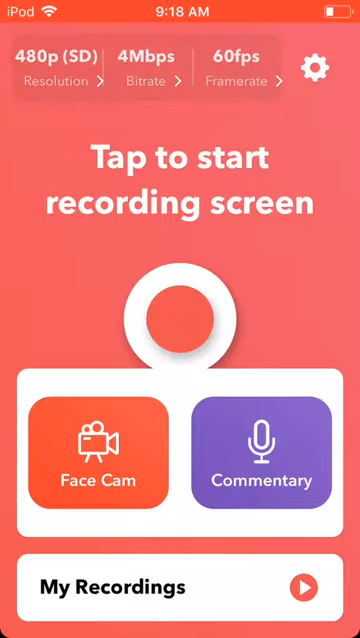 iPod 9:18 AM
480p (SD) 4Mbps 60fps
Resolution Bitrate Framerate
Tap to start
recording screen
Face Cam Commentary
My Recordings